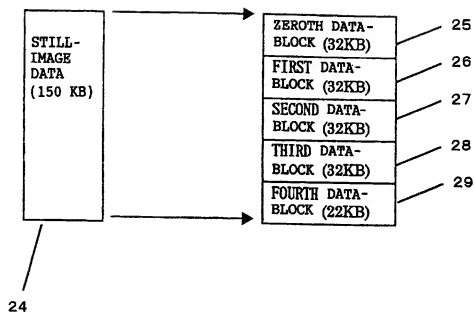 STILL-
IMAGE
DATA
(150 KB)
24
ZEROTH DATA-
BLOCK (32KB)
25
FIRST DATA-
BLOCK (32KB)
26
SECOND DATA-
BLOCK (32KB)
27
THIRD DATA-
BLOCK (32KB)
28
FOURTH DATA-
BLOCK (22KB)
29